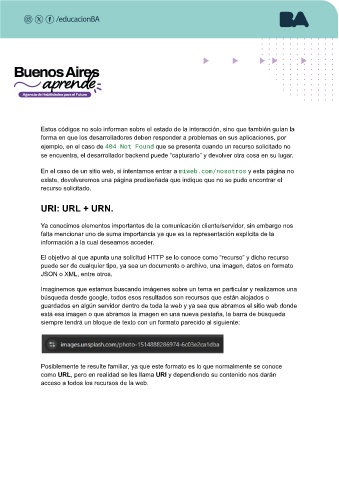 /educacionBA
BA
Buenos Aires
aprende
Agencia de Habilidades para el Futuro
Estos códigos no solo informan sobre el estado de la interacción, sino que también guían la
forma en que los desarrolladores deben responder a problemas en sus aplicaciones, por
ejemplo, en el caso de 404 Not Found que se presenta cuando un recurso solicitado no
se encuentra, el desarrollador backend puede “capturarlo” y devolver otra cosa en su lugar.
En el caso de un sitio web, si intentamos entrar a miweb.com/nosotros y esta página no
existe, devolveremos una página prediseñada que indique que no se pudo encontrar el
recurso solicitado.
URI: URL + URN.
Ya conocimos elementos importantes de la comunicación cliente/servidor, sin embargo nos
falta mencionar uno de suma importancia ya que es la representación explícita de la
información a la cual deseamos acceder.
El objetivo al que apunta una solicitud HTTP se lo conoce como “recurso” y dicho recurso
puede ser de cualquier tipo, ya sea un documento o archivo, una imagen, datos en formato
JSON o XML, entre otros.
Imaginemos que estamos buscando imágenes sobre un tema en particular y realizamos una
búsqueda desde google, todos esos resultados son recursos que están alojados o
guardados en algún servidor dentro de toda la web y ya sea que abramos el sitio web donde
está esa imagen o que abramos la imagen en una nueva pestaña, la barra de búsqueda
siempre tendrá un bloque de texto con un formato parecido al siguiente:
images.unsplash.com/photo-1514888286974-6c03e2ca1dba
Posiblemente te resulte familiar, ya que este formato es lo que normalmente se conoce
como URL, pero en realidad se les llama URI y dependiendo su contenido nos darán
acceso a todos los recursos de la web.